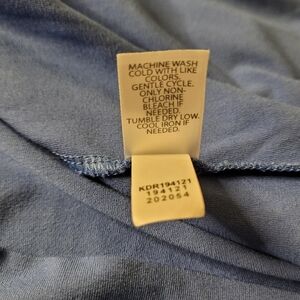 MACHINE WASH
COLD WITH LIKE
COLORS.
GENTLE CYCLE.
ONLY NON-
CHLORINE
BLEACH IF
NEEDED.
TUMBLE DRY LOW.
COOL IRON IF
NEEDED.
KDR194121
194121
202054